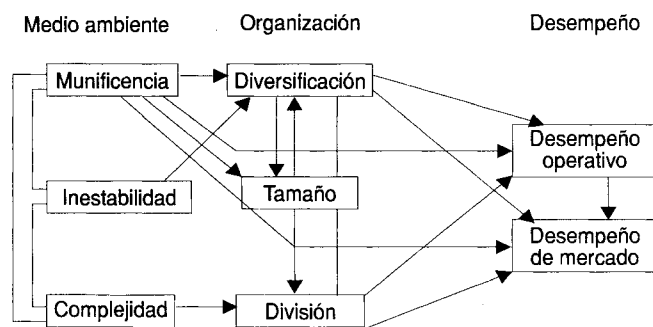 Medio ambiente Organización Desempeño
Munificencia Diversificación
Desempeño
operativo
Inestabilidad Tamaño
Desempeño
de mercado
Complejidad División